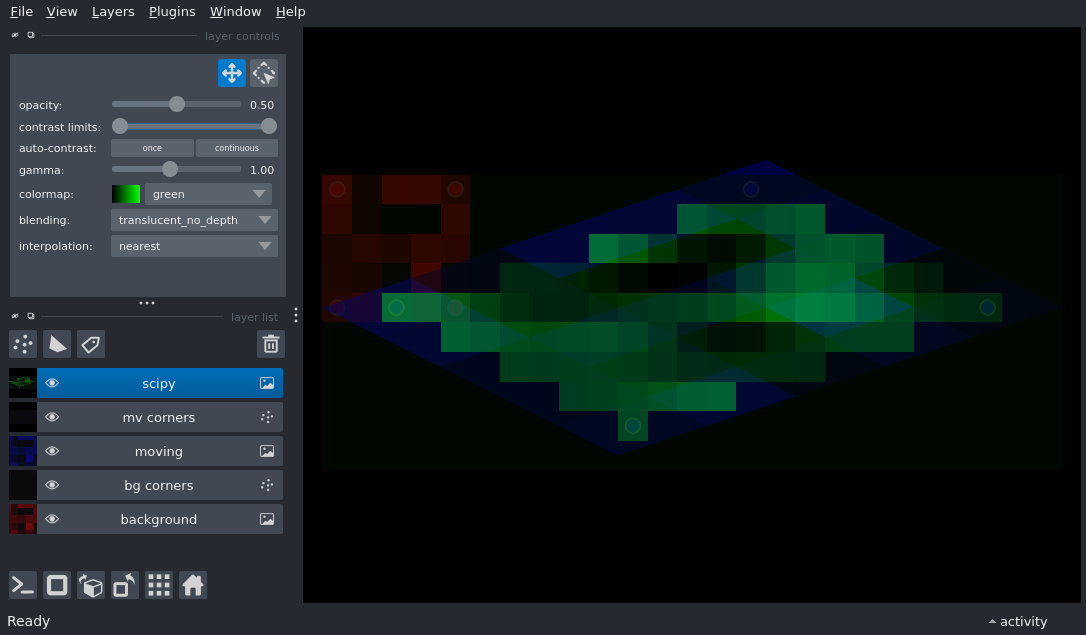 File View Layers Plugins Window Help
layer controls
opacity: 0.50
contrast limits:
auto-contrast: once continuous
gamma: 1.00
colormap: green
blending: translucent_no_depth
interpolation: nearest
layer list
scipy
mv corners
moving
bg corners
background
Ready
activity